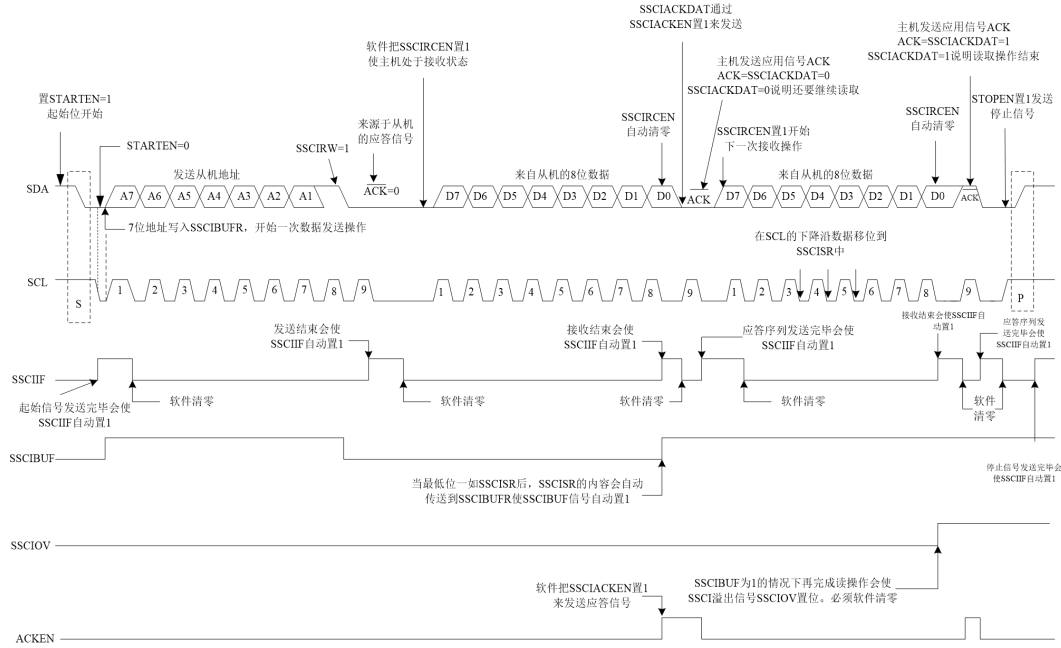 SSCIACKDAT通过
SSCIACKEN置1来发送
主机发送应用信号ACK
ACK=SSCIACKDAT=1
SSCIACKDAT=1说明读取操作结束
软件把SSCIRCEN置1
使主机处于接收状态
主机发送应用信号ACK
ACK=SSCIACKDAT=0
SSCIACKDAT=0说明还要继续读取
置STARTEN=1
起始位开始
STOPEN置1发送
停止信号
SSCIRCEN
自动清零
SSCIRCEN
自动清零
来源于从机
的应答信号
SSCIRCEN置1开始
下一次接收操作
STARTEN=0
SSCIRW=1
发送从机地址
来自从机的8位数据
来自从机的8位数据
SDA
A7 A6 A5 A4 A3 A2 A1
ACK=0
D7 D6 D5 D4 D3 D2 D1 D0
ACK
D7 D6 D5 D4 D3 D2 D1 D0
ACK
7位地址写入SSCIBUFR，开始一次数据发送操作
在SCL的下降沿数据移位到
SSCISR中
SCL
S
1 2 3 4 5 6 7 8 9
1 2 3 4 5 6 7 8 9
1 2 3 4 5 6 7 8 9
P
发送结束会使
SSCIIF自动置1
接收结束会使
SSCIIF自动置1
应答序列发送完毕会使
SSCIIF自动置1
接收结束会使SSCIIF自
动置1
应答序列发
送完毕会使
SSCIIF自动置1
SSCIIF
起始信号发送完毕会使
SSCIIF自动置1
软件清零
软件清零
软件清零
软件清零
软件
清零
SSCIBUF
当最低位一如SSCISR后，SSCISR的内容会自动
传送到SSCIBUFR使SSCIBUF信号自动置1
停止信号发送完毕会
使SSCIIF自动置1
SSCIOV
SSCIBUF为1的情况下再完成读操作会使
SSCI溢出信号SSCIOV置位。必须软件清零
软件把SSCIACKEN置1
来发送应答信号
ACKEN